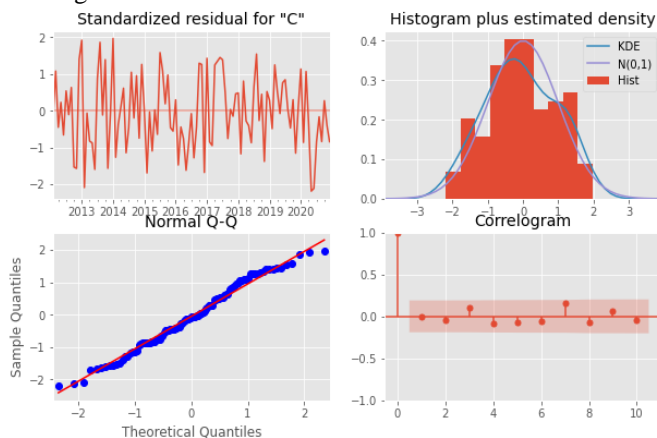 Standardized residual for "C"
2
1
0
-1
-2
2013 2014 2015 2016 2017 2018 2019 2020
Histogram plus estimated density
KDE
N(0,1)
Hist
0.4
0.3
0.2
0.1
0.0
-3 -2 -1 0 1 2 3
Normal Q-Q
Sample Quantiles
2
1
0
-1
-2
-2 -1 0 1 2
Theoretical Quantiles
Correlogram
1.0
0.5
0.0
-0.5
-1.0
0 2 4 6 8 10